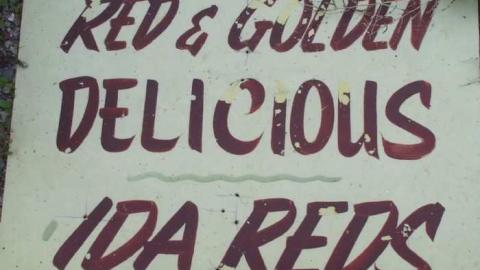 RED & GOLDEN
DELICIOUS
IDA REDS